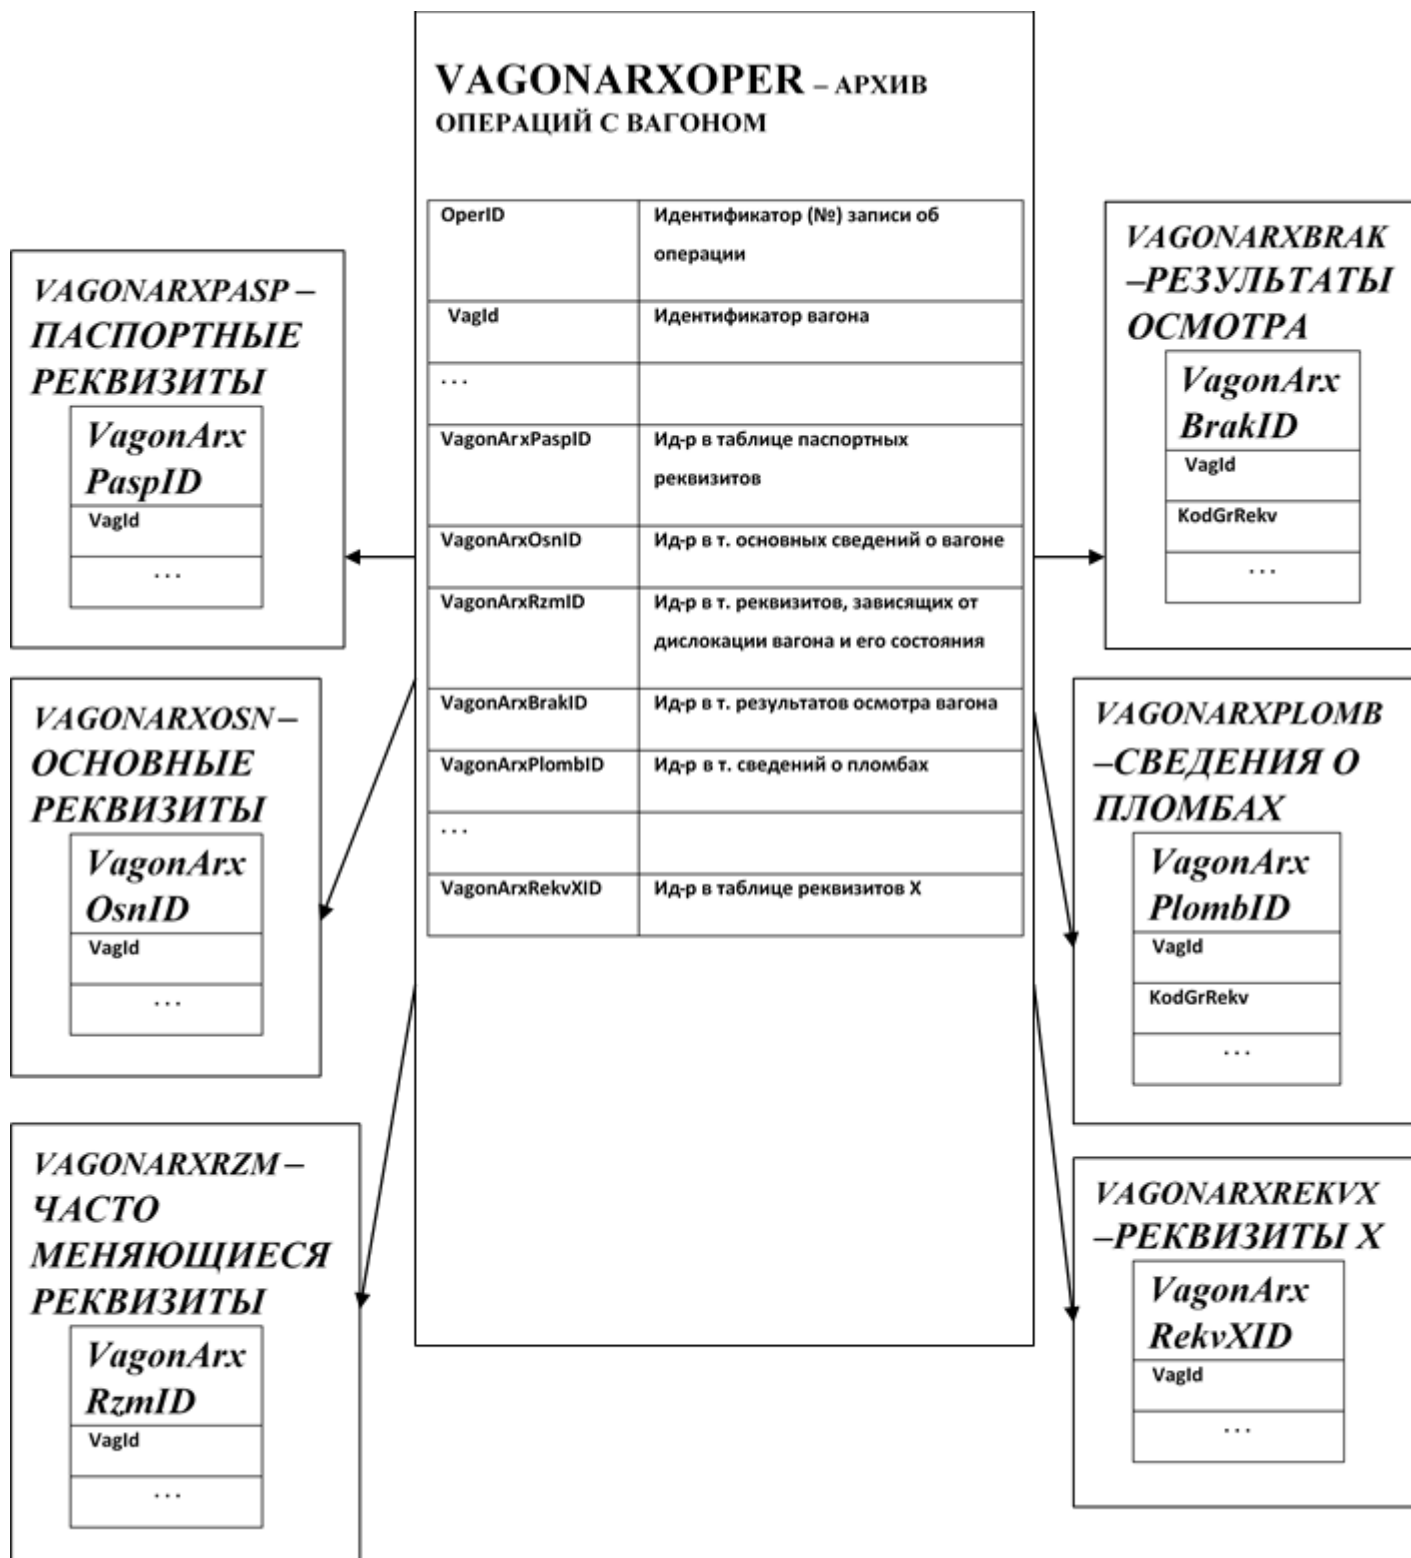 VAGONARXOPER – АРХИВ
ОПЕРАЦИЙ С ВАГОНОМ
OperID
Идентификатор (№) записи об
операции
VagId
Идентификатор вагона
...
VagonArxPaspID
Ид-р в таблице паспортных
реквизитов
VagonArxOsnID
Ид-р в т. основных сведений о вагоне
VagonArxRzmID
Ид-р в т. реквизитов, зависящих от
дислокации вагона и его состояния
VagonArxBrakID
Ид-р в т. результатов осмотра вагона
VagonArxPlombID
Ид-р в т. сведений о пломбах
...
VagonArxRekvXID
Ид-р в таблице реквизитов X
VAGONARXPASP –
ПАСПОРТНЫЕ
РЕКВИЗИТЫ
VagonArx
PaspID
VagId
...
VAGONARXOSN –
ОСНОВНЫЕ
РЕКВИЗИТЫ
VagonArx
OsnID
VagId
...
VAGONARXRZM –
ЧАСТО
МЕНЯЮЩИЕСЯ
РЕКВИЗИТЫ
VagonArx
RzmID
VagId
...
VAGONARXBRAK
–РЕЗУЛЬТАТЫ
ОСМОТРА
VagonArx
BrakID
VagId
KodGrRekv
...
VAGONARXPLOMB
–СВЕДЕНИЯ О
ПЛОМБАХ
VagonArx
PlombID
VagId
KodGrRekv
...
VAGONARXREKVX
–РЕКВИЗИТЫ X
VagonArx
RekvXID
VagId
...